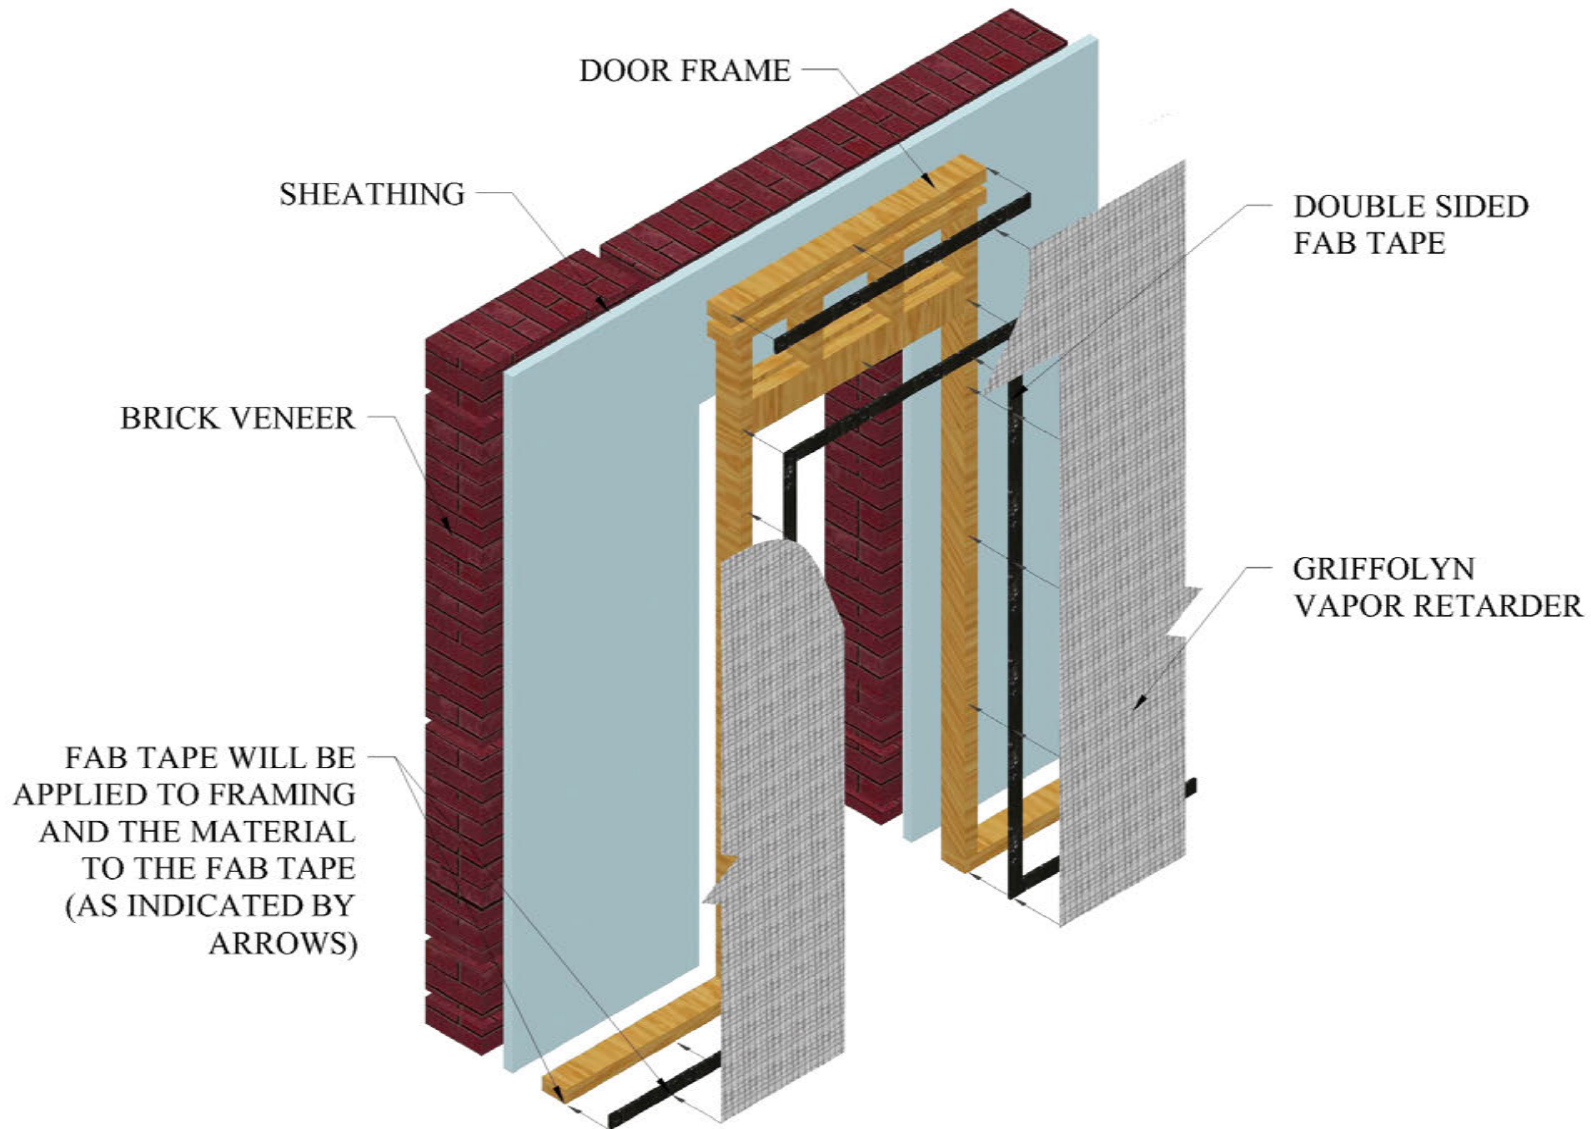 DOOR FRAME
SHEATHING
DOUBLE SIDED
FAB TAPE
BRICK VENEER
GRIFFOLYN
VAPOR RETARDER
FAB TAPE WILL BE
APPLIED TO FRAMING
AND THE MATERIAL
TO THE FAB TAPE
(AS INDICATED BY
ARROWS)